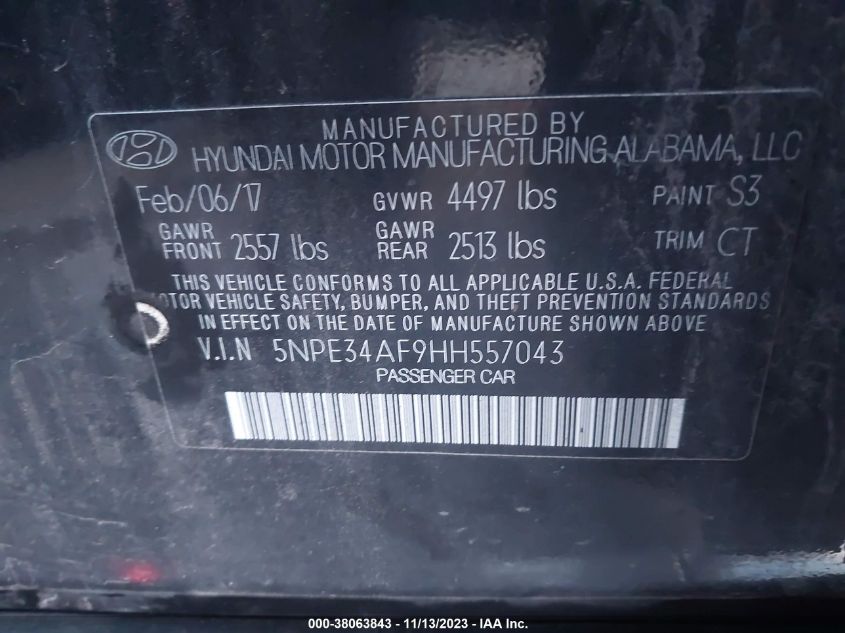 MANUFACTURED BY
HYUNDAI MOTOR MANUFACTURING ALABAMA, LLC
Feb/06/17 GVWR 4497 lbs PAINT S3
GAWR FRONT 2557 lbs GAWR REAR 2513 lbs TRIM CT
THIS VEHICLE CONFORMS TO ALL APPLICABLE U.S.A. FEDERAL
MOTOR VEHICLE SAFETY, BUMPER, AND THEFT PREVENTION STANDARDS
IN EFFECT ON THE DATE OF MANUFACTURE SHOWN ABOVE
V.I.N 5NPE34AF9HH557043
PASSENGER CAR
000-38063843 - 11/13/2023 - IAA Inc.